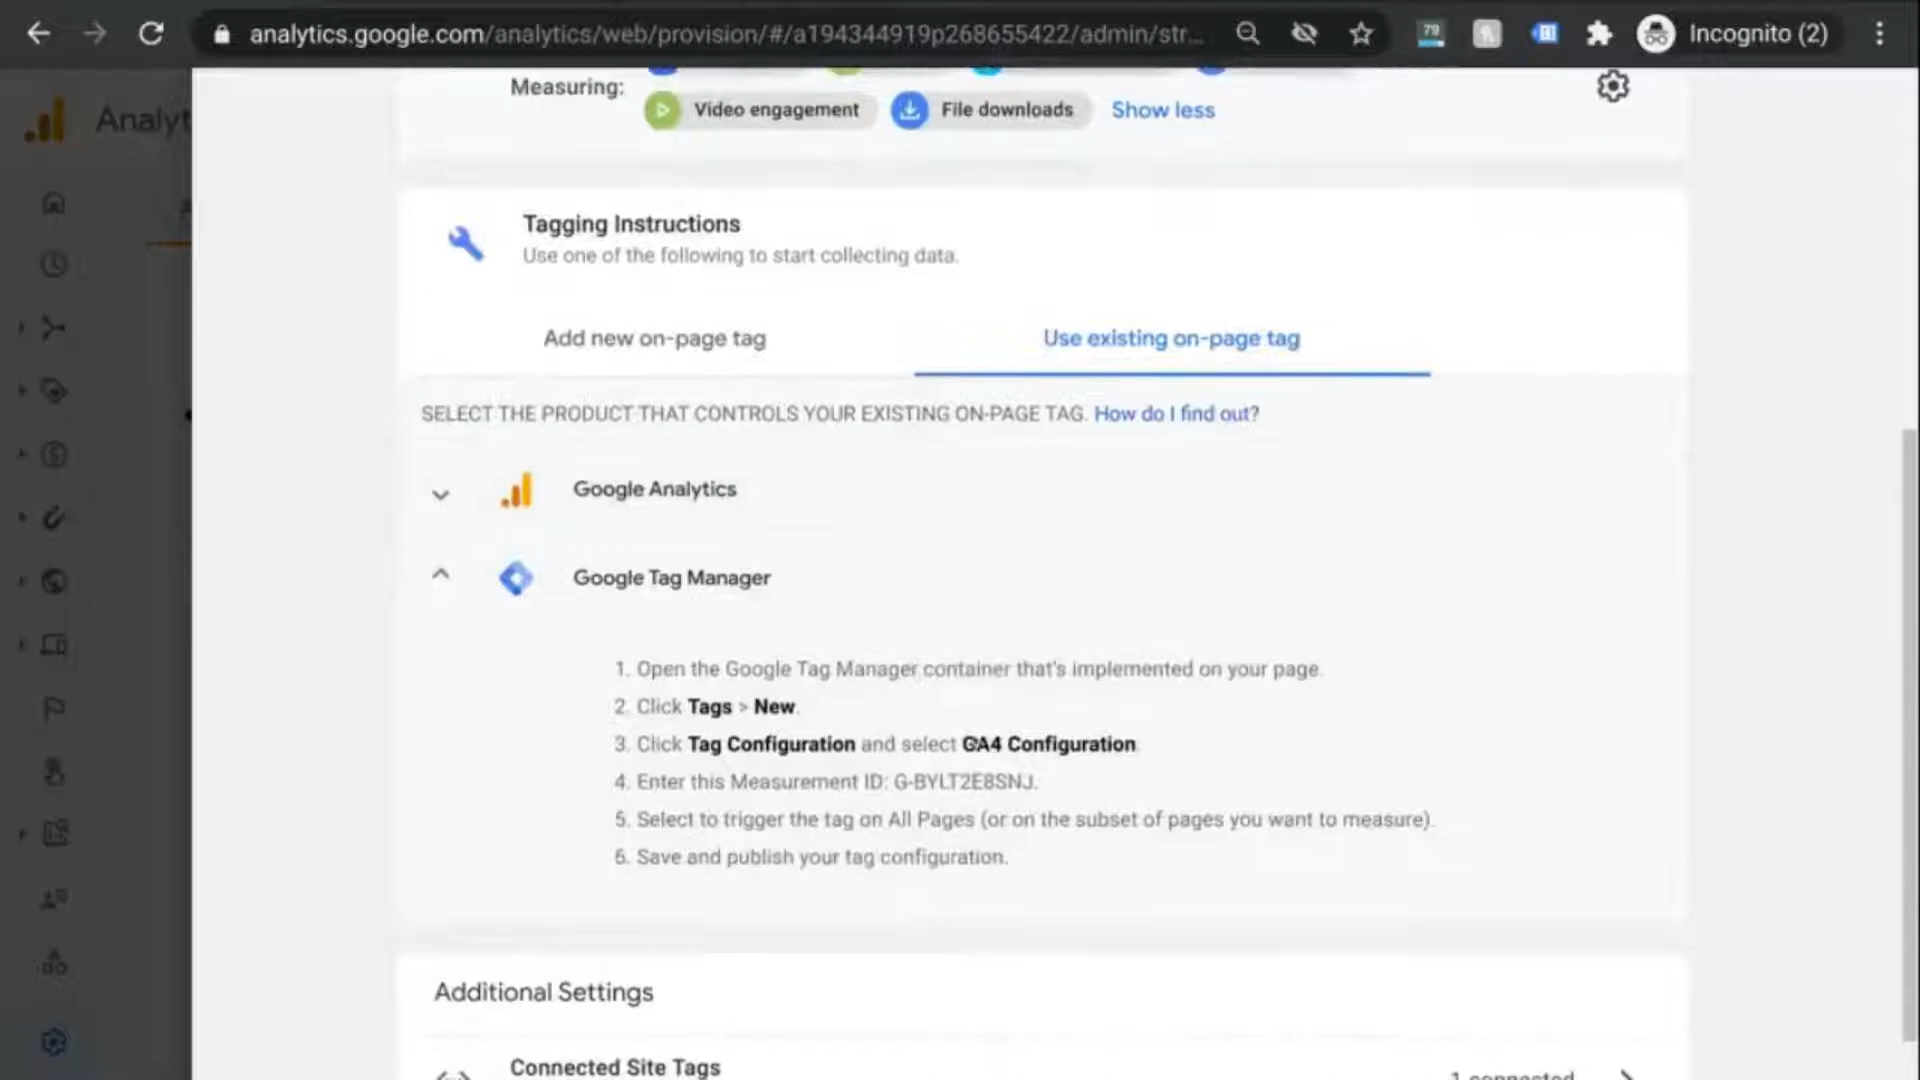 analytics.google.com/analytics/web/provision/#/a194344919p268655422/admin/str...
79
Incognito (2)
Analyt
Measuring:
Video engagement
File downloads
Show less
Tagging Instructions
Use one of the following to start collecting data.
Add new on-page tag
Use existing on-page tag
SELECT THE PRODUCT THAT CONTROLS YOUR EXISTING ON-PAGE TAG. How do I find out?
Google Analytics
Google Tag Manager
1. Open the Google Tag Manager container that's implemented on your page.
2. Click Tags > New.
3. Click Tag Configuration and select GA4 Configuration.
4. Enter this Measurement ID: G-BYLT2E8SNJ.
5. Select to trigger the tag on All Pages (or on the subset of pages you want to measure).
6. Save and publish your tag configuration.
Additional Settings
Connected Site Tags
1 connected